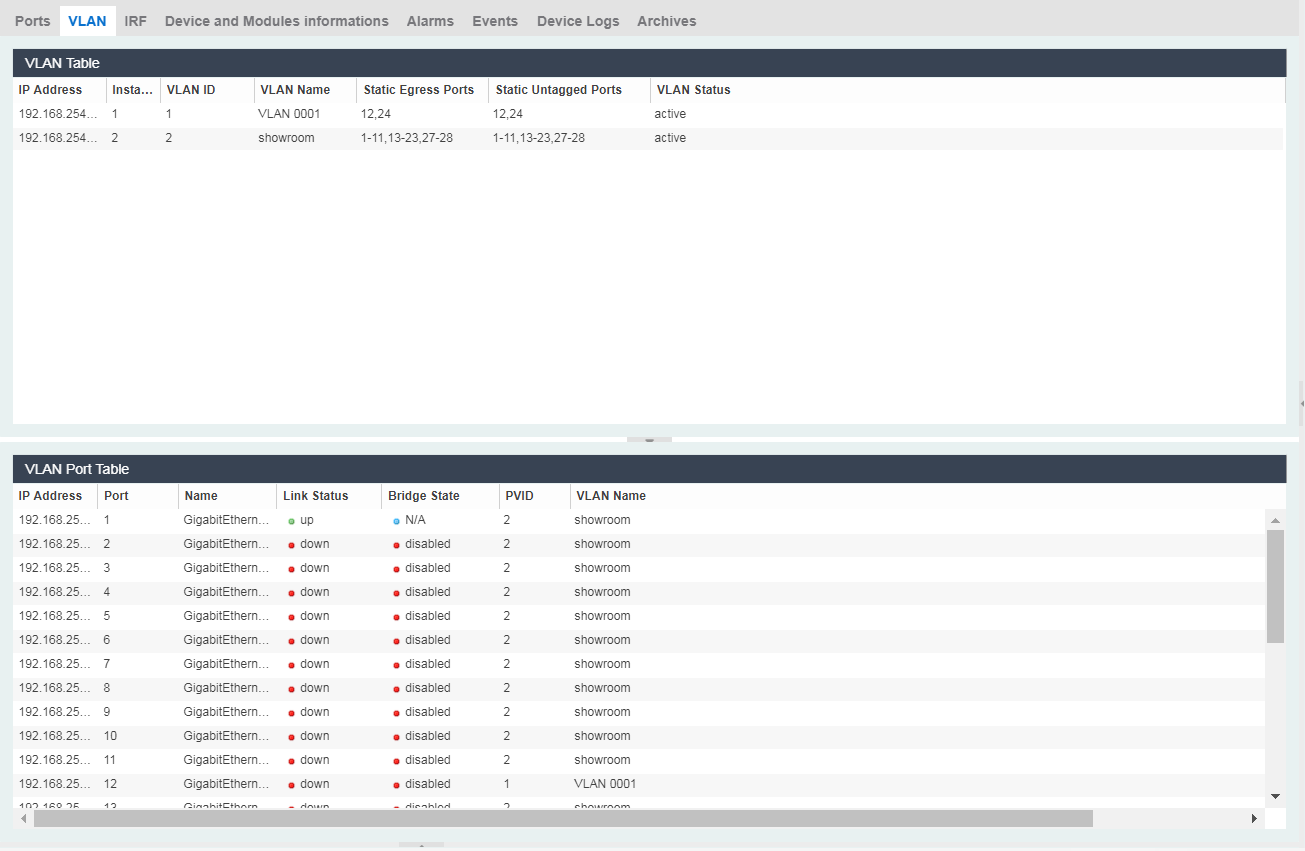 Ports VLAN IRF Device and Modules informations Alarms Events Device Logs Archives
VLAN Table
IP Address Insta... VLAN ID VLAN Name Static Egress Ports Static Untagged Ports VLAN Status
192.168.254... 1 1 VLAN 0001 12,24 12,24 active
192.168.254... 2 2 showroom 1-11,13-23,27-28 1-11,13-23,27-28 active
VLAN Port Table
IP Address Port Name Link Status Bridge State PVID VLAN Name
192.168.25... 1 GigabitEthern... up N/A 2 showroom
192.168.25... 2 GigabitEthern... down disabled 2 showroom
192.168.25... 3 GigabitEthern... down disabled 2 showroom
192.168.25... 4 GigabitEthern... down disabled 2 showroom
192.168.25... 5 GigabitEthern... down disabled 2 showroom
192.168.25... 6 GigabitEthern... down disabled 2 showroom
192.168.25... 7 GigabitEthern... down disabled 2 showroom
192.168.25... 8 GigabitEthern... down disabled 2 showroom
192.168.25... 9 GigabitEthern... down disabled 2 showroom
192.168.25... 10 GigabitEthern... down disabled 2 showroom
192.168.25... 11 GigabitEthern... down disabled 2 showroom
192.168.25... 12 GigabitEthern... down disabled 1 VLAN 0001
192.168.25... 13 GigabitEthern... down disabled 2 showroom